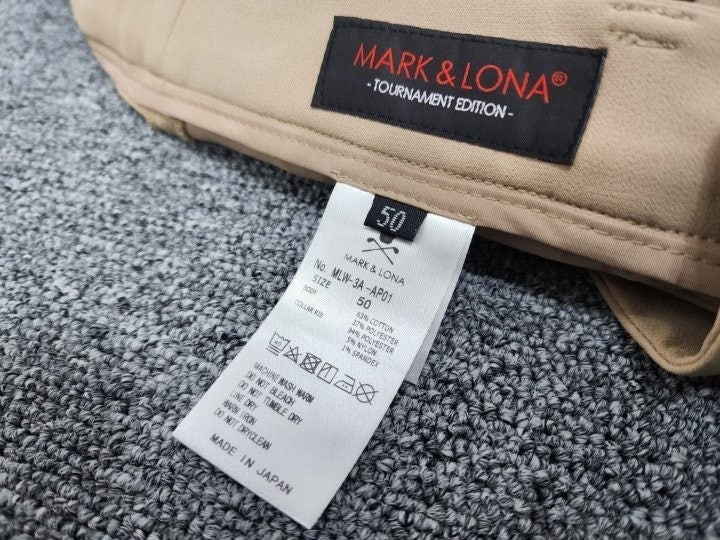 MARK & LONA®
- TOURNAMENT EDITION -
50
MARK & LONA
No. MLW-3A-AP01
SIZE 50
BODY 63% COTTON
37% POLYESTER
COLLAR RIB 94% POLYESTER
5% NYLON
1% SPANDEX
MACHINE WASH WARM
DO NOT BLEACH
DO NOT TUMBLE DRY
LINE DRY
WARM IRON
DO NOT DRYCLEAN
MADE IN JAPAN